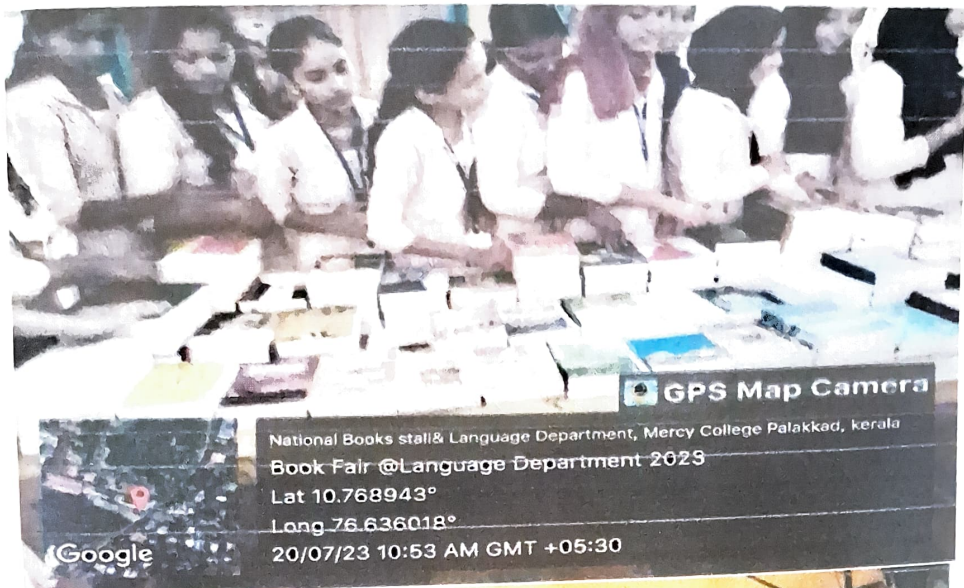 GPS Map Camera
National Books stall& Language Department, Mercy College Palakkad, kerala
Book Fair @Language Department 2023
Lat 10.768943°
Long 76.636018°
20/07/23 10:53 AM GMT +05:30
Google